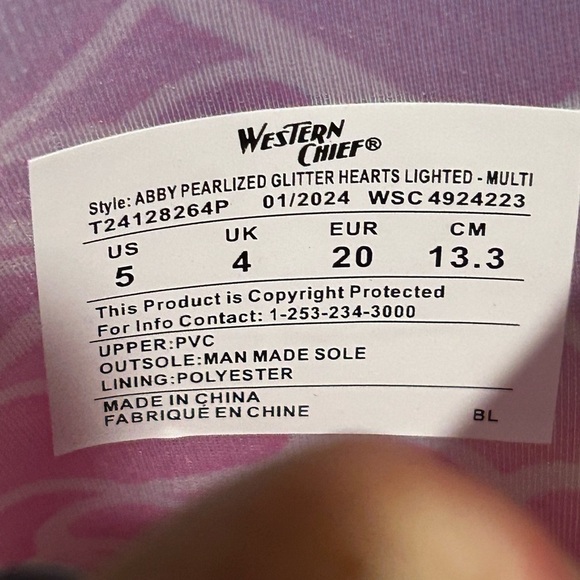 WESTERN
CHIEF®
Style: ABBY PEARLIZED GLITTER HEARTS LIGHTED - MULTI
T24128264P 01/2024 WSC 4924223
US UK EUR CM
5 4 20 13.3
This Product is Copyright Protected
For Info Contact: 1-253-234-3000
UPPER:PVC
OUTSOLE:MAN MADE SOLE
LINING:POLYESTER
MADE IN CHINA
FABRIQUÉ EN CHINE BL